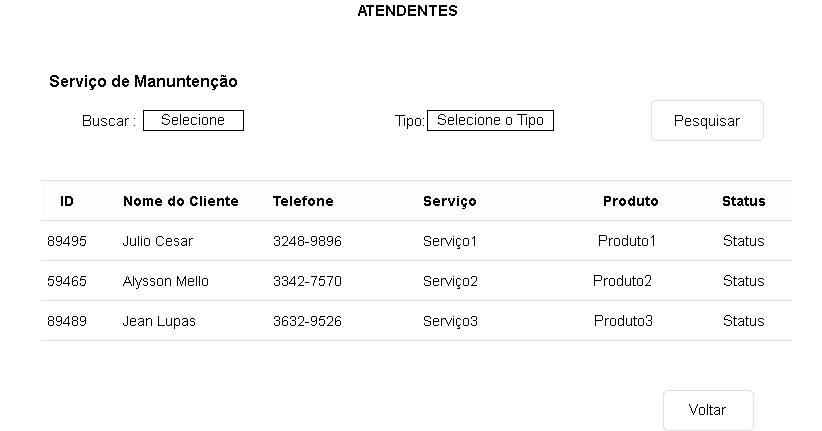 ATENDENTES
Serviço de Manuntenção
Buscar : Selecione Tipo: Selecione o Tipo Pesquisar
ID Nome do Cliente Telefone Serviço Produto Status
89495 Julio Cesar 3248-9896 Serviço1 Produto1 Status
59465 Alysson Mello 3342-7570 Serviço2 Produto2 Status
89489 Jean Lupas 3632-9526 Serviço3 Produto3 Status
Voltar